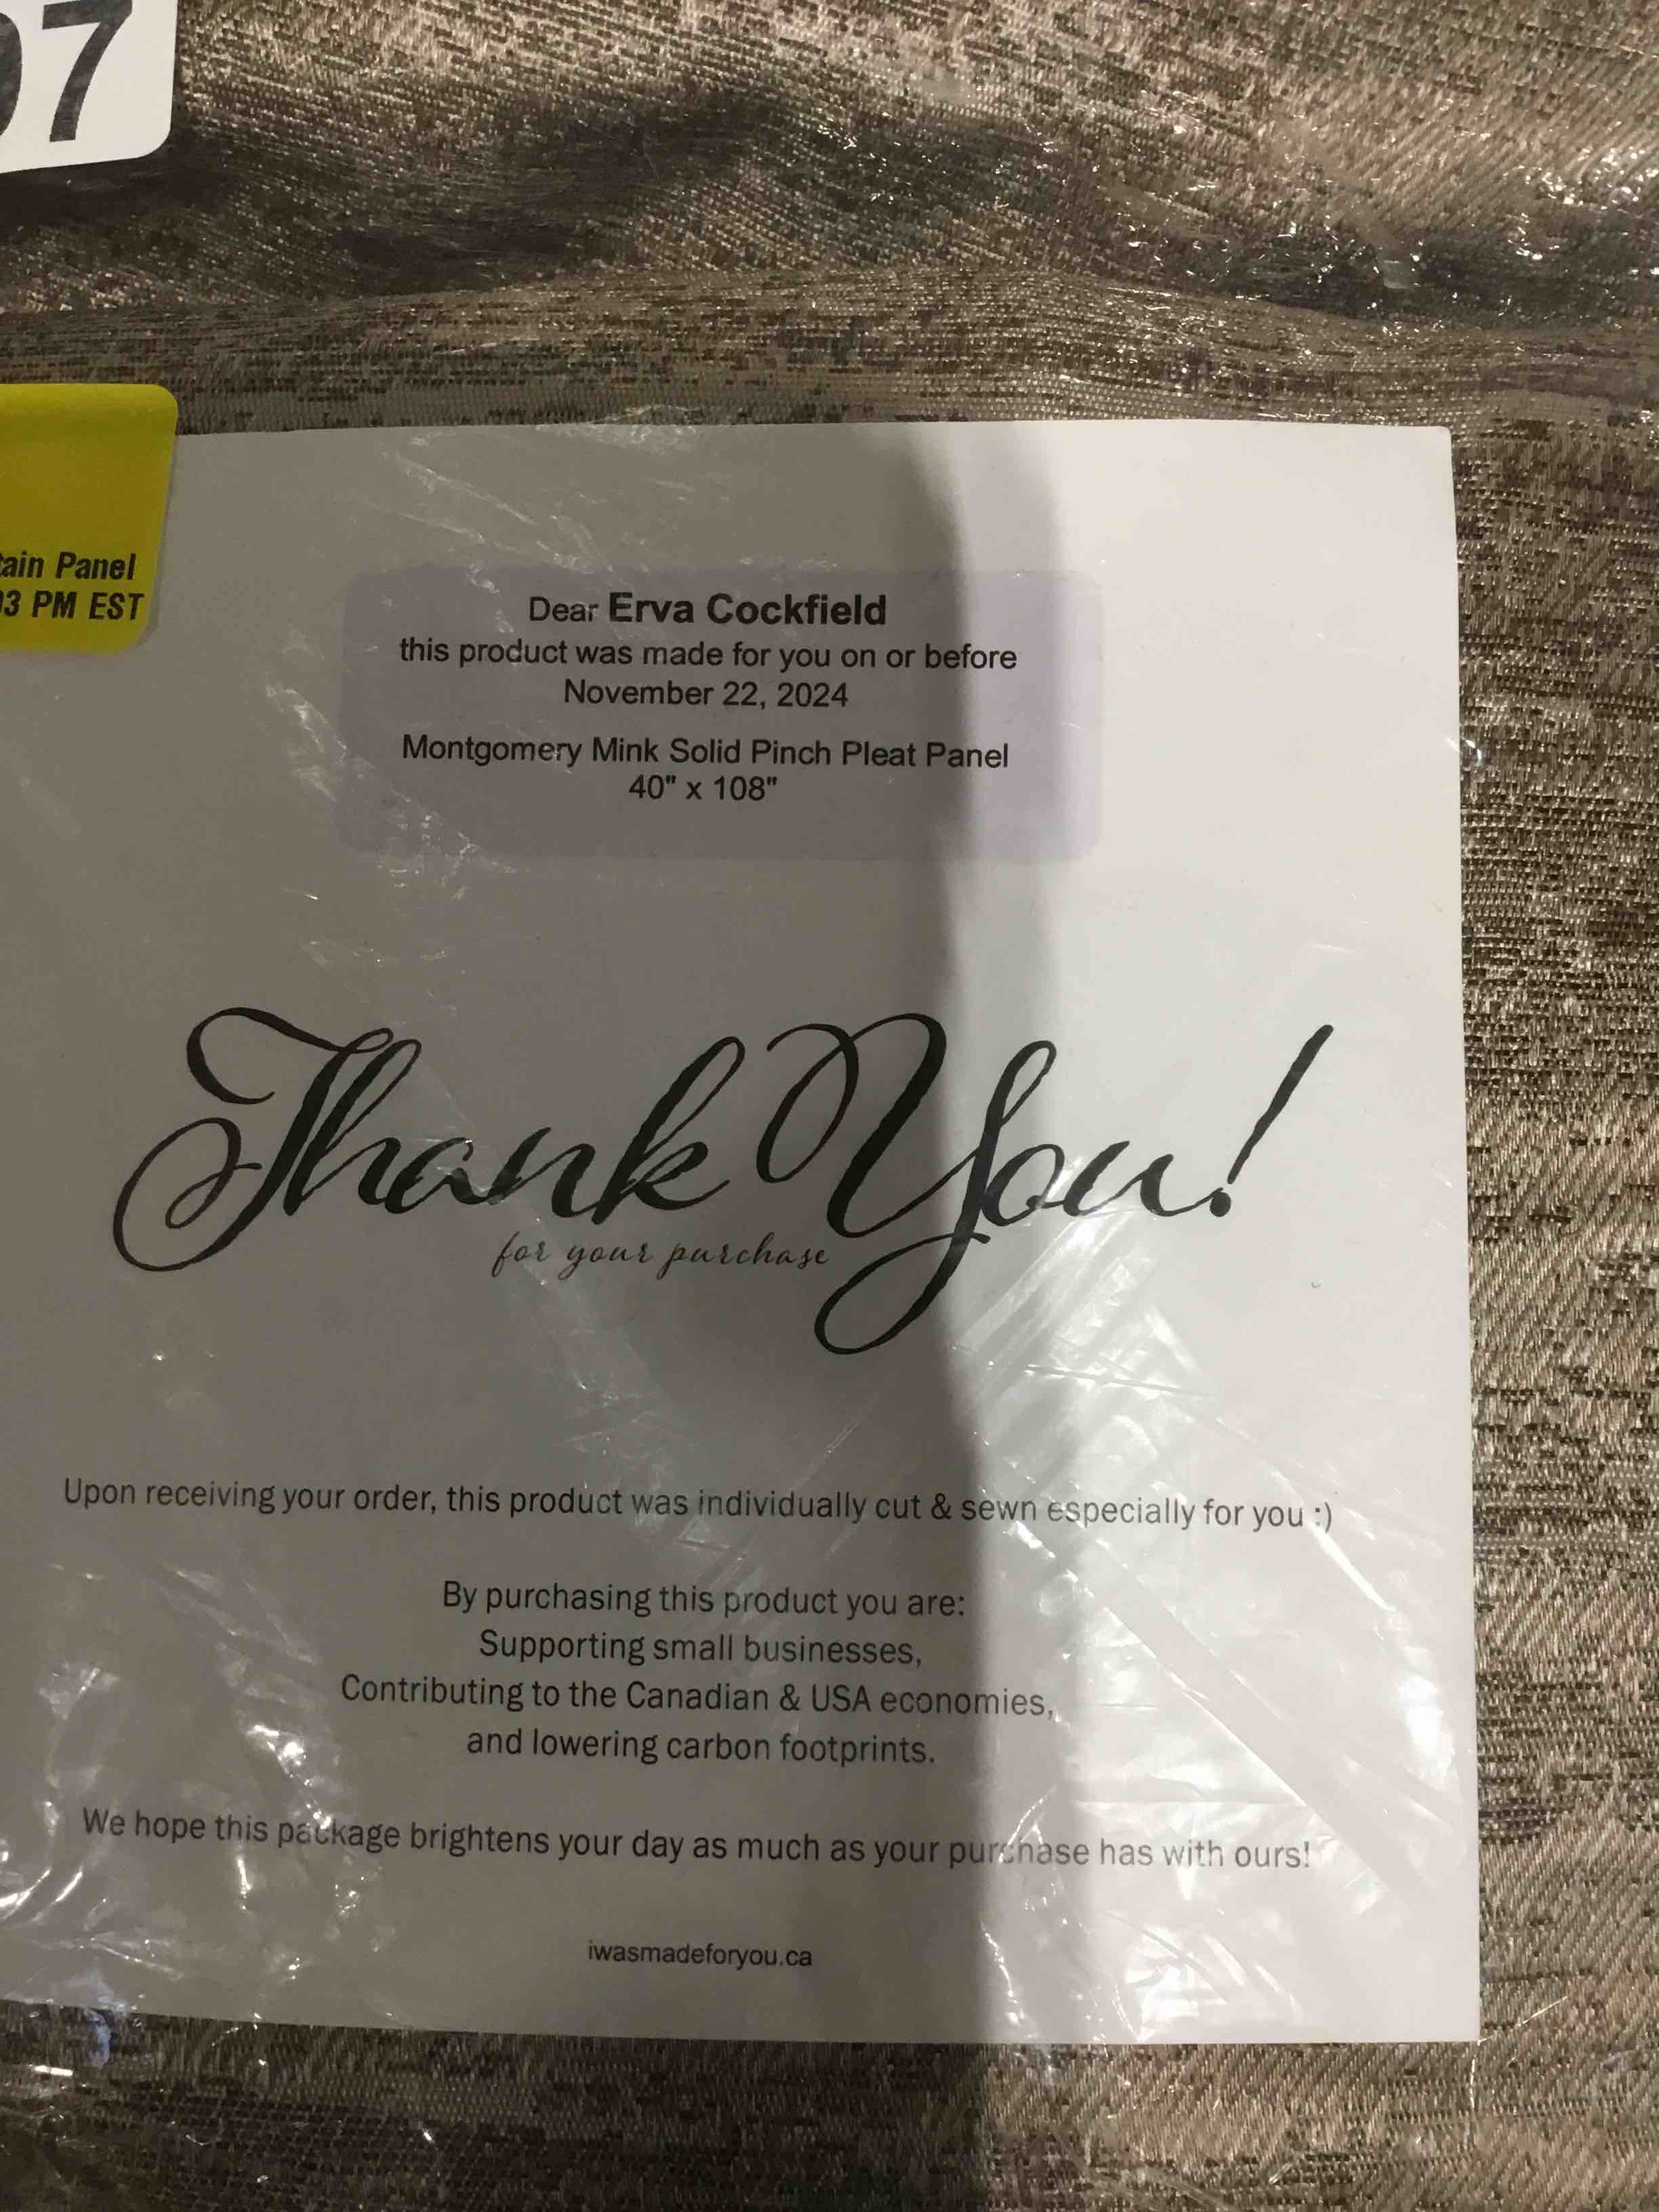 07
ain Panel
03 PM EST
Dear Erva Cockfield
this product was made for you on or before
November 22, 2024
Montgomery Mink Solid Pinch Pleat Panel
40" x 108"
Thank You!
for your purchase
Upon receiving your order, this product was individually cut & sewn especially for you :)
By purchasing this product you are:
Supporting small businesses,
Contributing to the Canadian & USA economies,
and lowering carbon footprints.
We hope this package brightens your day as much as your purchase has with ours!
iwasmadeforyou.ca